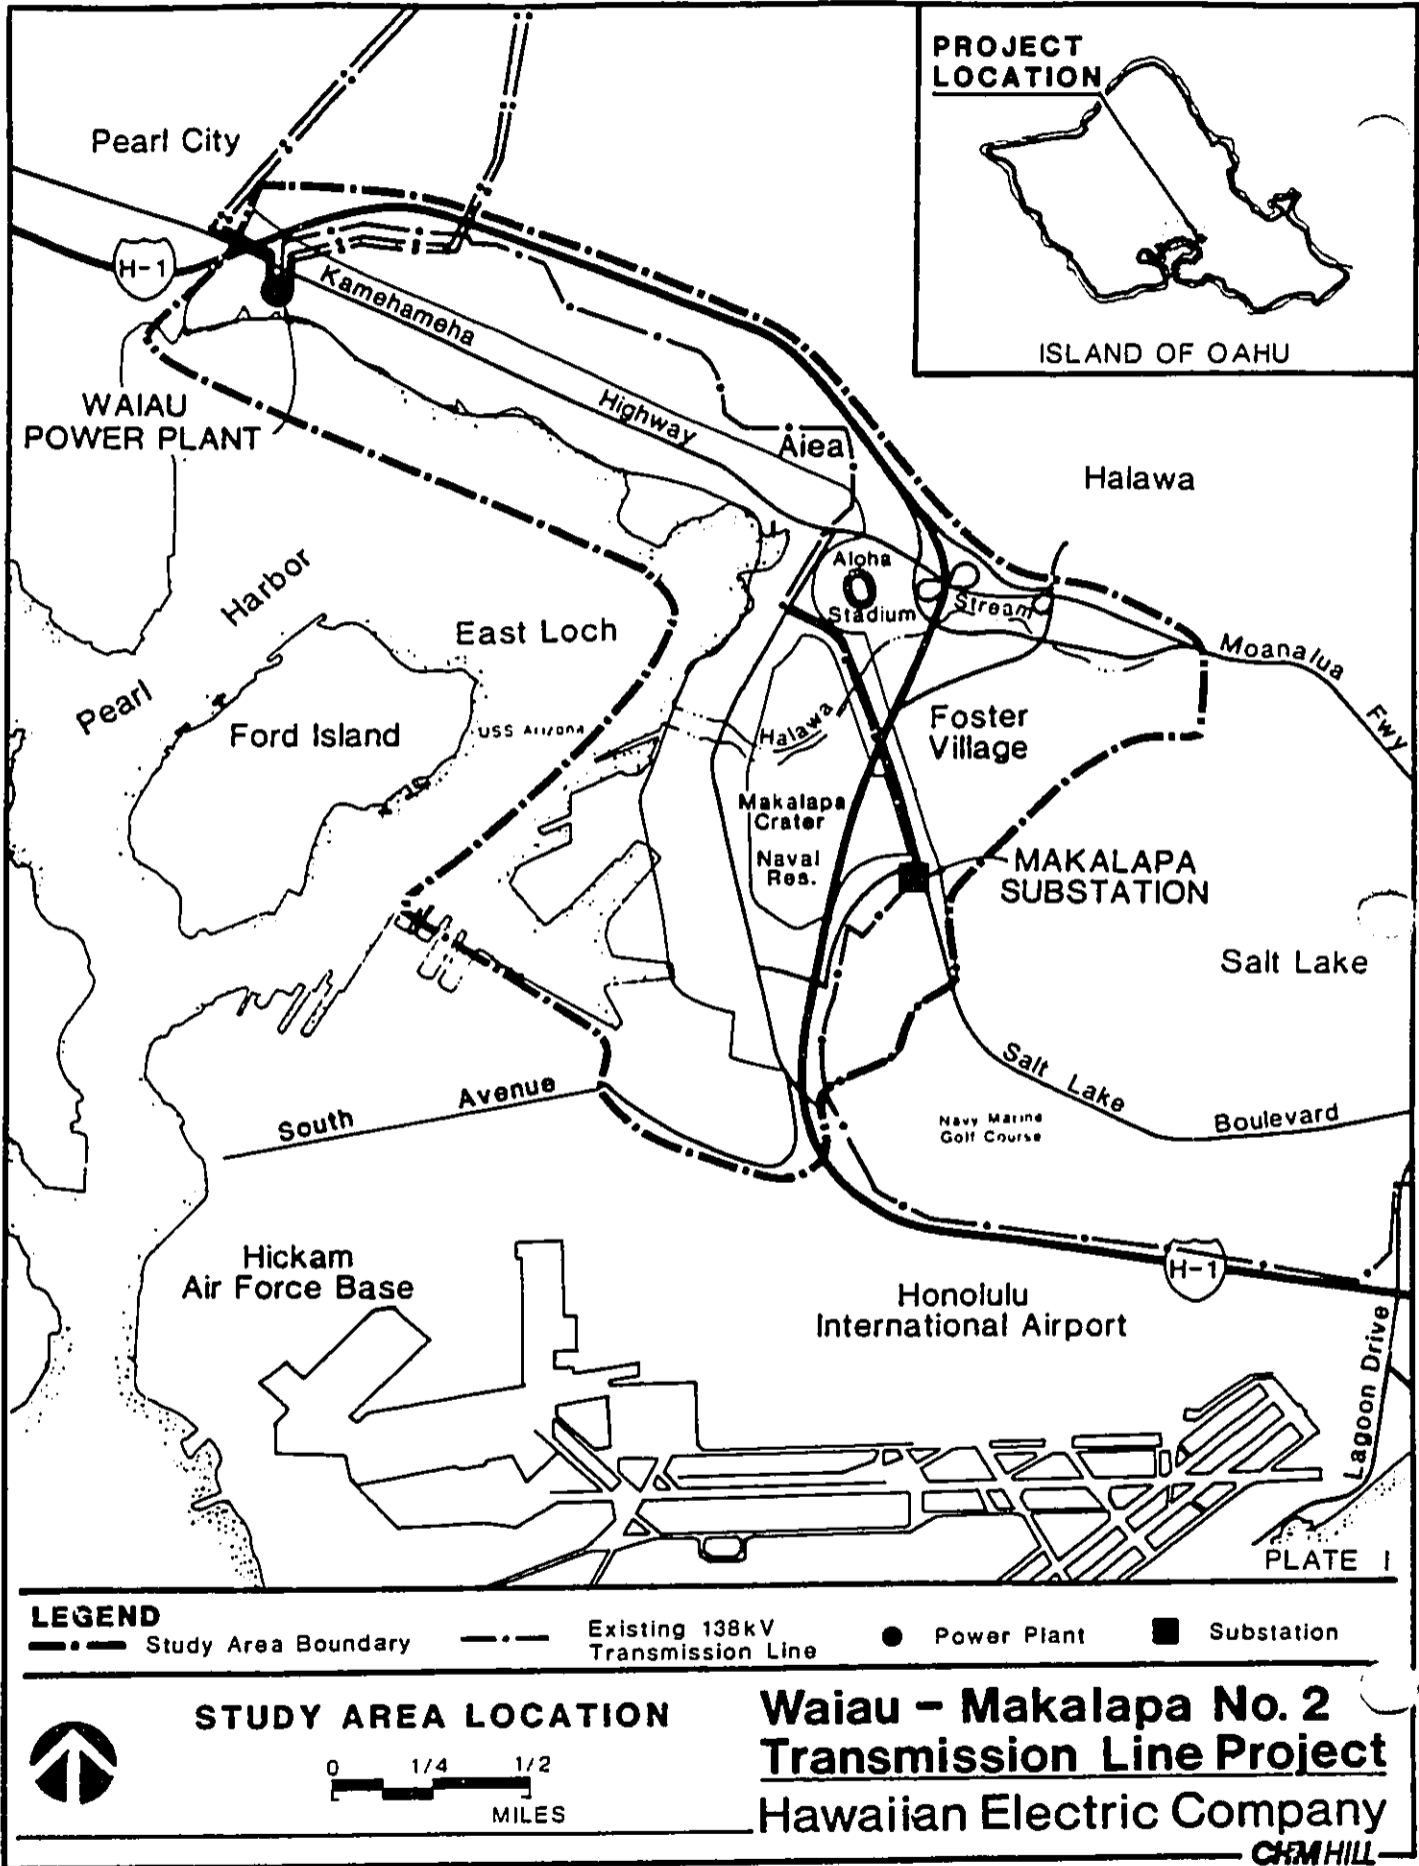 PROJECT
LOCATION
ISLAND OF OAHU
Pearl City
H-1
Kamehameha
Highway
WAIAU
POWER PLANT
Aiea
Halawa
Aloha
Stadium
Stream
Moanalua
Fwy
Harbor
Pearl
East Loch
Ford Island
USS Arizona
Halawa
Foster
Village
Makalapa
Crater
Naval
Res.
MAKALAPA
SUBSTATION
Salt Lake
Salt Lake
Boulevard
South Avenue
Navy Marine
Golf Course
Hickam
Air Force Base
H-1
Honolulu
International Airport
Lagoon Drive
PLATE 1
LEGEND
Study Area Boundary
Existing 138kV
Transmission Line
Power Plant
Substation
STUDY AREA LOCATION
0 1/4 1/2
MILES
Waiau - Makalapa No. 2
Transmission Line Project
Hawaiian Electric Company
CH2M HILL